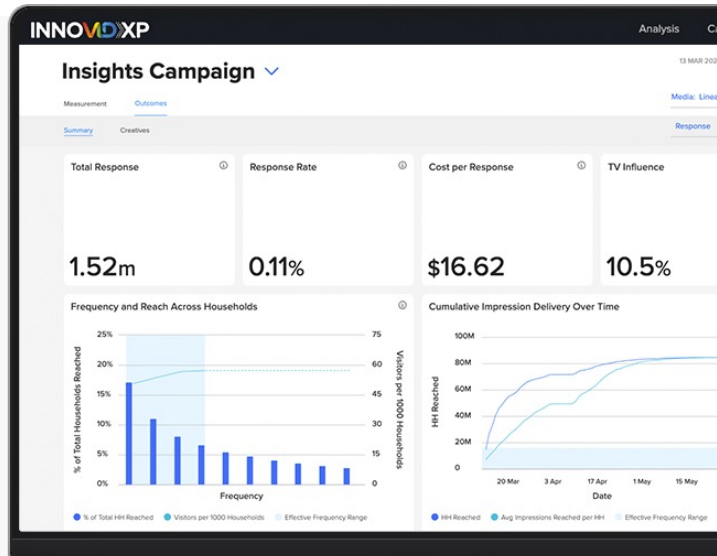 INNOVID XP
Analysis
Insights Campaign
Measurement
Outcomes
Media:
Summary
Creatives
Response
Total Response
Response Rate
Cost per Response
TV Influence
1.52m
0.11%
$16.62
10.5%
Frequency and Reach Across Households
25%
20%
15%
10%
5%
0%
% of Total Households Reached
75
60
45
30
15
0
Visitors per 1000 Households
Frequency
% of Total HH Reached
Visitors per 1000 Households
Effective Frequency Range
Cumulative Impression Delivery Over Time
100M
80M
60M
40M
20M
0
HH Reached
20 Mar
3 Apr
17 Apr
1 May
15 May
Date
HH Reached
Avg Impressions Reached per HH
Effective Frequency Range